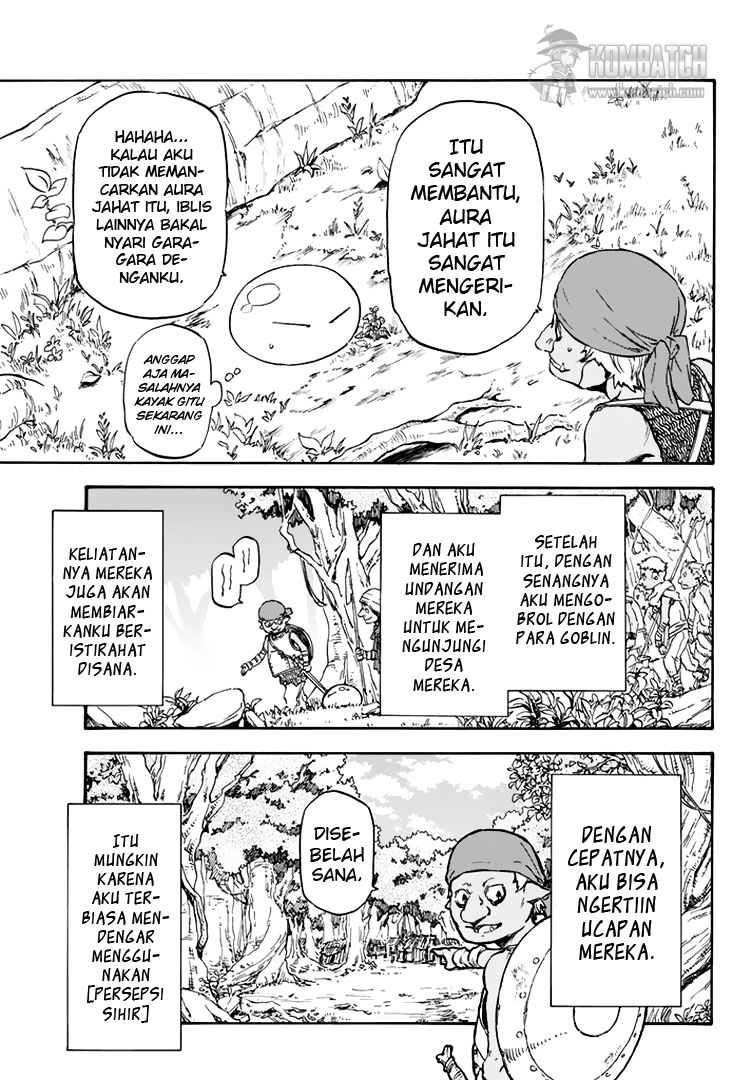 KOMBATCH
ITU
SANGAT
MEMBANTU,
AURA
JAHAT ITU
SANGAT
MENGERI-
KAN.
HAHAHA...
KALAU AKU
TIDAK MEMAN-
CARKAN AURA
JAHAT ITU, IBLIS
LAINNYA BAKAL
NYARI GARA-
GARA DE-
NGANKU.
ANGGAP
AJA MA-
SALAHNYA
KAYAK GITU
SEKARANG
INI...
SETELAH
ITU, DENGAN
SENANGNYA
AKU MENGO-
BROL DENGAN
PARA GOBLIN.
DAN AKU
MENERIMA
UNDANGAN
MEREKA
UNTUK ME-
NGUNJUNGI
DESA
MEREKA.
KELIATAN-
NYA MEREKA
JUGA AKAN
MEMBIAR-
KANKU BER-
ISTIRAHAT
DISANA.
DENGAN
CEPATNYA,
AKU BISA
NGERTIIN
UCAPAN
MEREKA.
DISE-
BELAH
SANA.
ITU
MUNGKIN
KARENA
AKU TER-
BIASA MEN-
DENGAR
MENGGU-
NAKAN
[PERSEPSI
SIHIR]